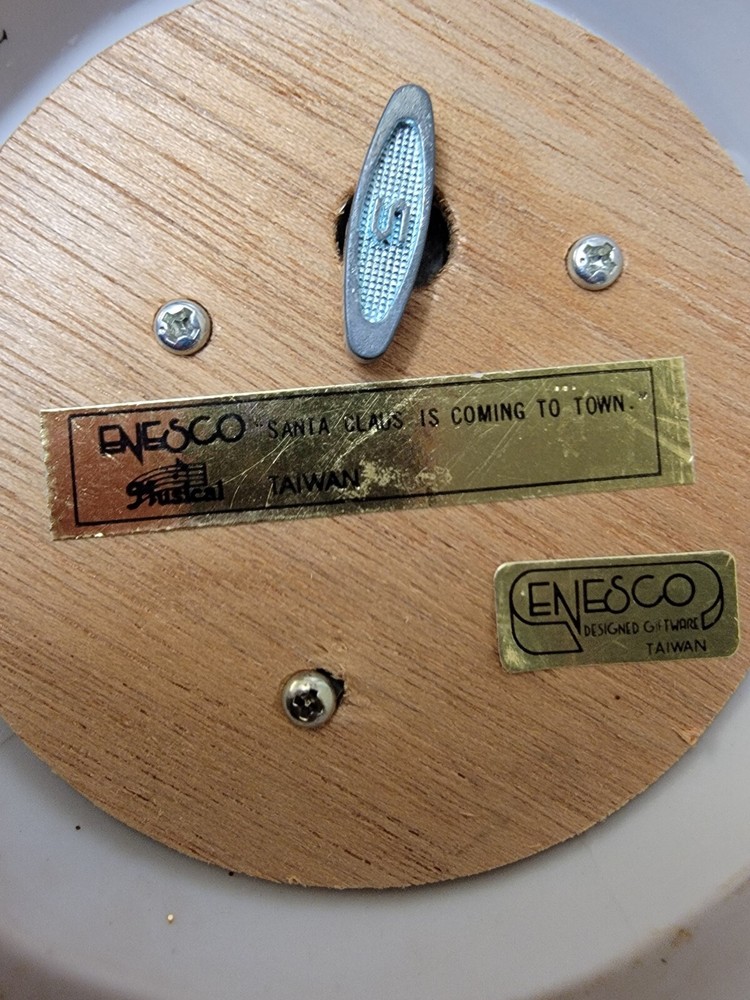 S
ENESCO "SANTA CLAUS IS COMING TO TOWN."
Musical TAIWAN
ENESCO
DESIGNED GIFTWARE
TAIWAN